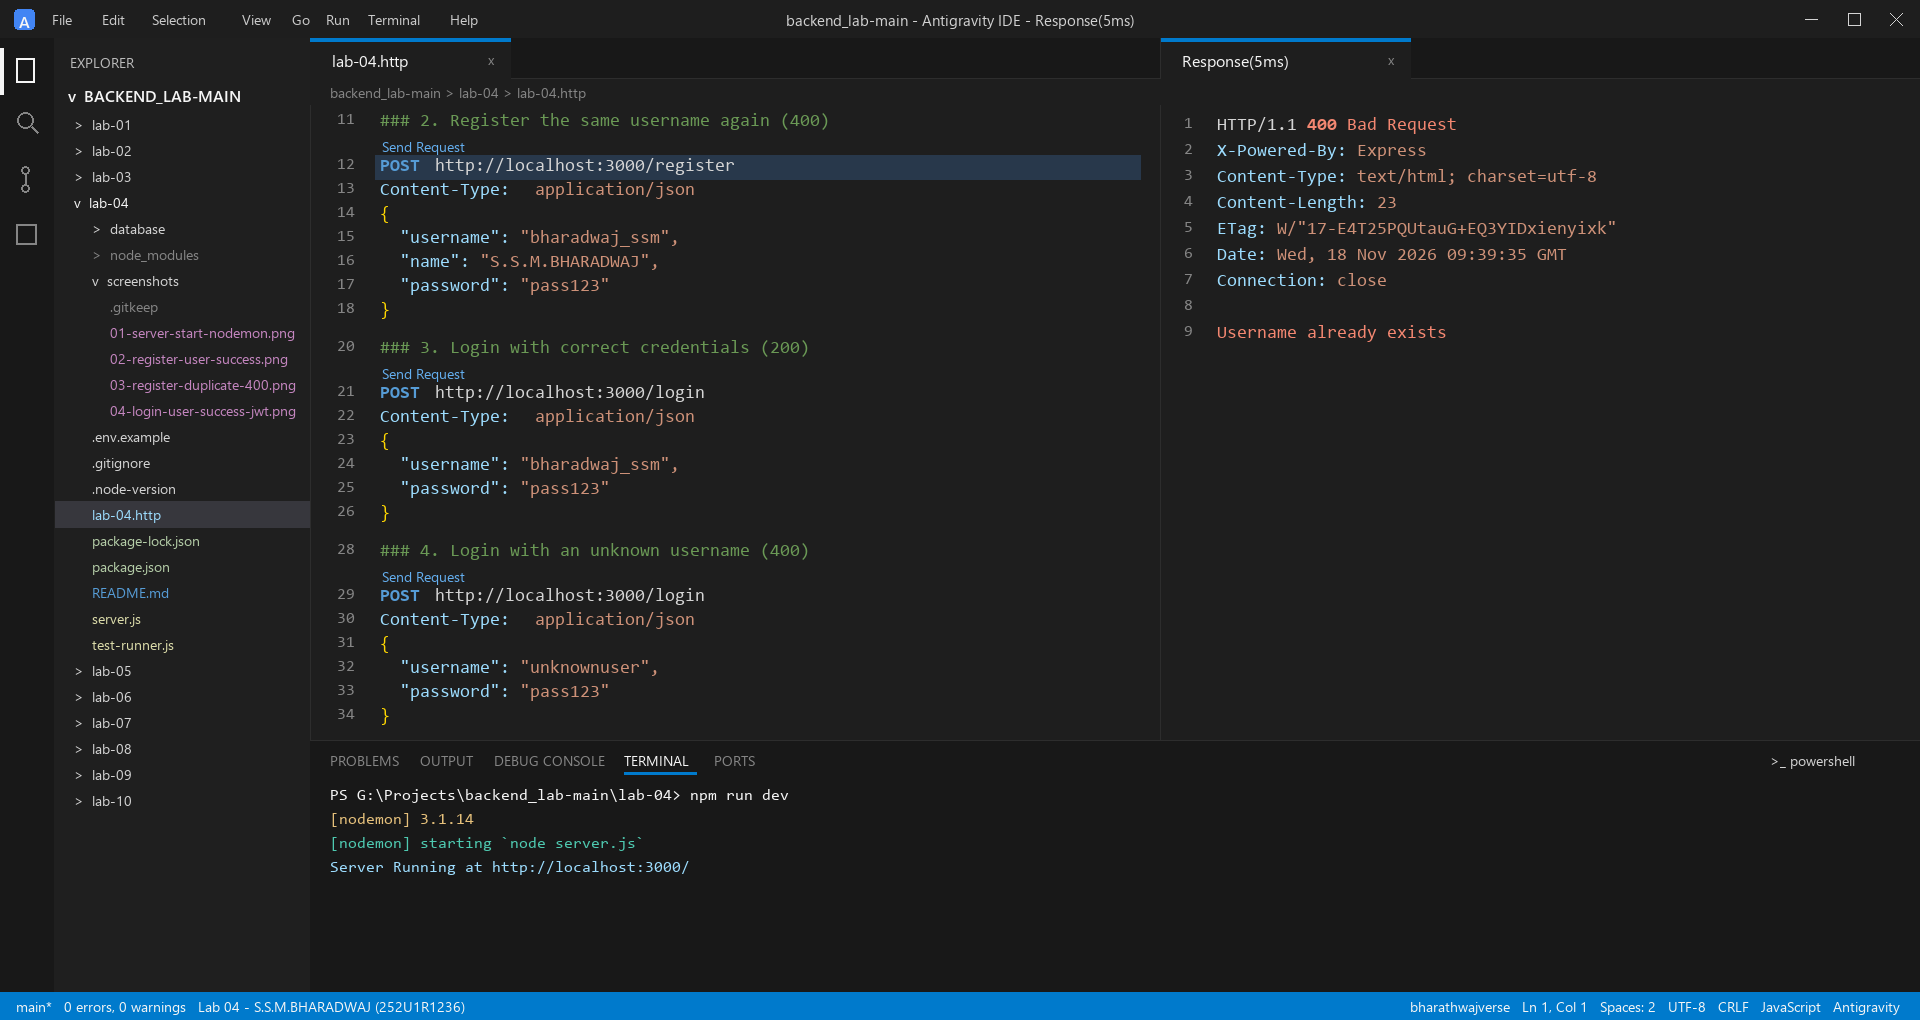 A File Edit Selection View Go Run Terminal Help backend_lab-main - Antigravity IDE - Response(5ms)
EXPLORER
v BACKEND_LAB-MAIN
> lab-01
> lab-02
> lab-03
v lab-04
> database
> node_modules
v screenshots
.gitkeep
01-server-start-nodemon.png
02-register-user-success.png
03-register-duplicate-400.png
04-login-user-success-jwt.png
.env.example
.gitignore
.node-version
lab-04.http
package-lock.json
package.json
README.md
server.js
test-runner.js
> lab-05
> lab-06
> lab-07
> lab-08
> lab-09
> lab-10
lab-04.http x
backend_lab-main > lab-04 > lab-04.http
11 ### 2. Register the same username again (400)
Send Request
12 POST http://localhost:3000/register
13 Content-Type: application/json
14 {
15 "username": "bharadwaj_ssm",
16 "name": "S.S.M.BHARADWAJ",
17 "password": "pass123"
18 }
20 ### 3. Login with correct credentials (200)
Send Request
21 POST http://localhost:3000/login
22 Content-Type: application/json
23 {
24 "username": "bharadwaj_ssm",
25 "password": "pass123"
26 }
28 ### 4. Login with an unknown username (400)
Send Request
29 POST http://localhost:3000/login
30 Content-Type: application/json
31 {
32 "username": "unknownuser",
33 "password": "pass123"
34 }
Response(5ms) x
1 HTTP/1.1 400 Bad Request
2 X-Powered-By: Express
3 Content-Type: text/html; charset=utf-8
4 Content-Length: 23
5 ETag: W/"17-E4T25PQUtauG+EQ3YIDxienyixk"
6 Date: Wed, 18 Nov 2026 09:39:35 GMT
7 Connection: close
8
9 Username already exists
PROBLEMS OUTPUT DEBUG CONSOLE TERMINAL PORTS >_ powershell
PS G:\Projects\backend_lab-main\lab-04> npm run dev
[nodemon] 3.1.14
[nodemon] starting `node server.js`
Server Running at http://localhost:3000/
main* 0 errors, 0 warnings Lab 04 - S.S.M.BHARADWAJ (252U1R1236) bharathwajverse Ln 1, Col 1 Spaces: 2 UTF-8 CRLF JavaScript Antigravity